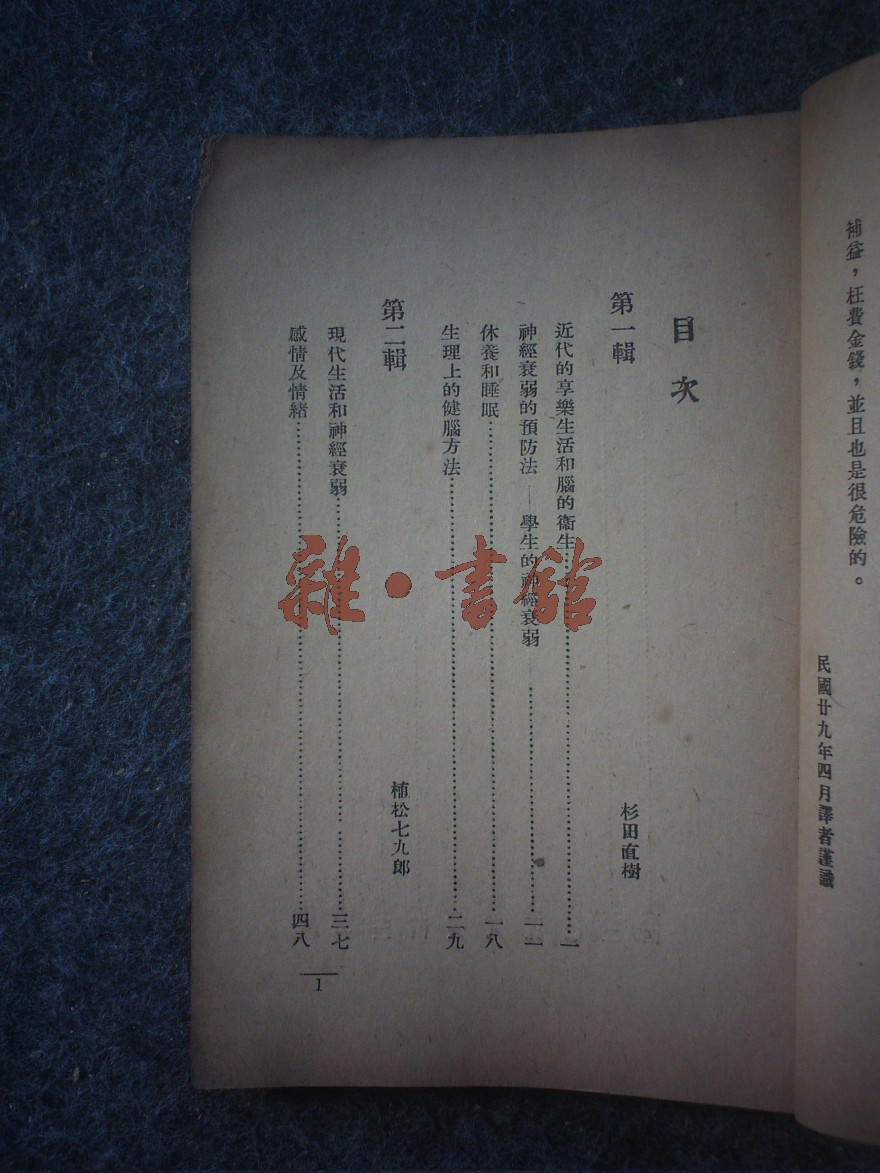 補益，枉費金錢，並且也是很危險的。
民國廿九年四月譯者謹識
目次
第一輯
杉田直樹
近代的享樂生活和腦的衞生……一
神經衰弱的預防法——學生的神經衰弱……一一
休養和睡眠……一八
生理上的健腦方法……二九
第二輯
植松七九郎
現代生活和神經衰弱……三七
感情及情緒……四八
1
雜·書館